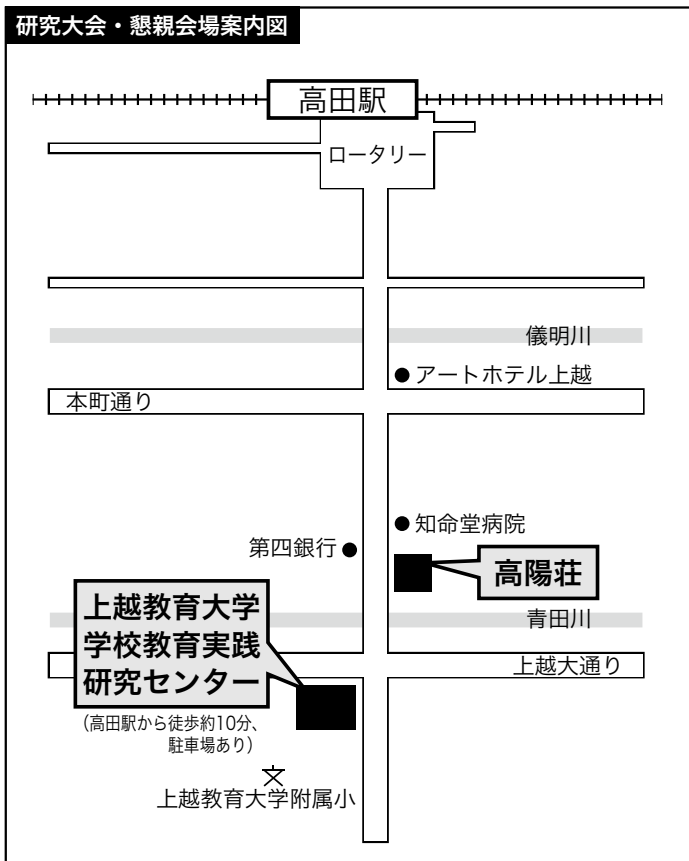 研究大会・懇親会場案内図
高田駅
ロータリー
儀明川
アートホテル上越
本町通り
知命堂病院
第四銀行
高陽荘
上越教育大学
学校教育実践
研究センター
青田川
上越大通り
(高田駅から徒歩約10分、
駐車場あり)
上越教育大学附属小